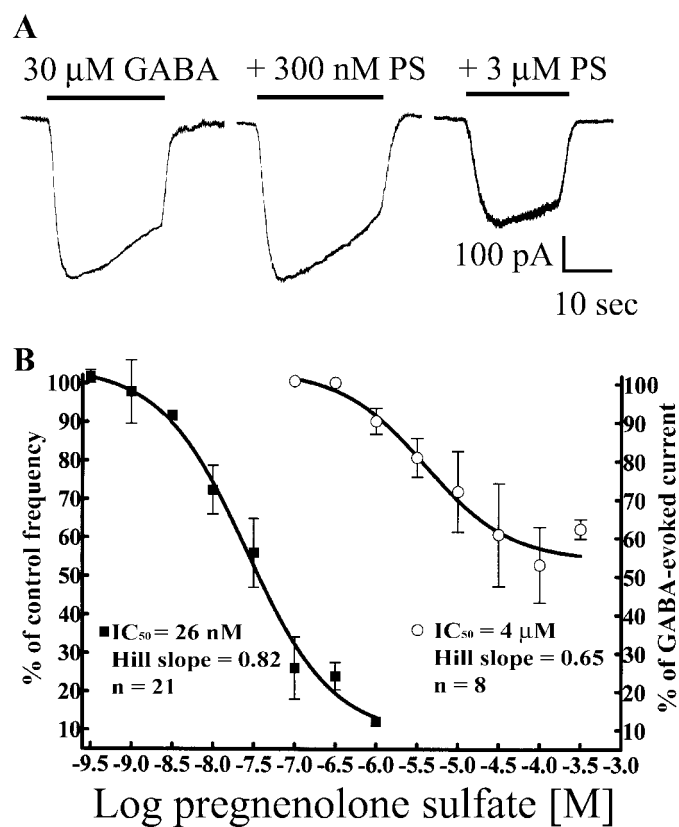 A
30 μM GABA + 300 nM PS + 3 μM PS
100 pA
10 sec
B
100 90 80 70 60 50 40 30 20 10
% of control frequency
100 90 80 70 60 50 40 30 20 10
% of GABA-evoked current
IC50 = 26 nM
Hill slope = 0.82
n = 21
IC50 = 4 μM
Hill slope = 0.65
n = 8
-9.5 -9.0 -8.5 -8.0 -7.5 -7.0 -6.5 -6.0 -5.5 -5.0 -4.5 -4.0 -3.5 -3.0
Log pregnenolone sulfate [M]